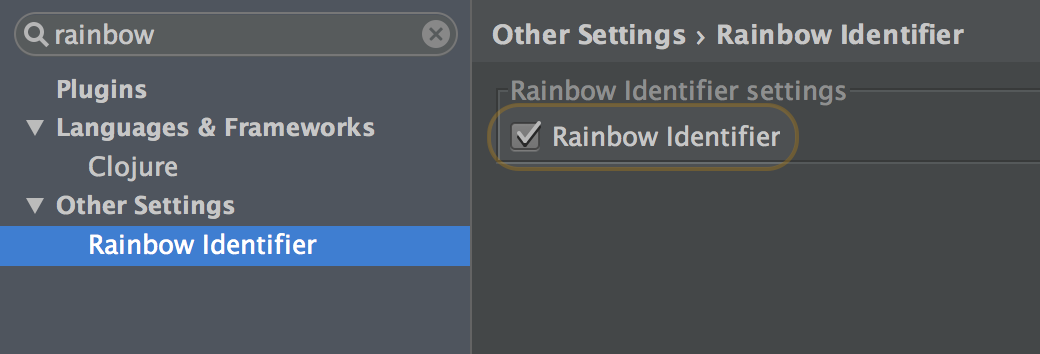 rainbow
Plugins
Languages & Frameworks
Clojure
Other Settings
Rainbow Identifier
Other Settings › Rainbow Identifier
Rainbow Identifier settings
Rainbow Identifier